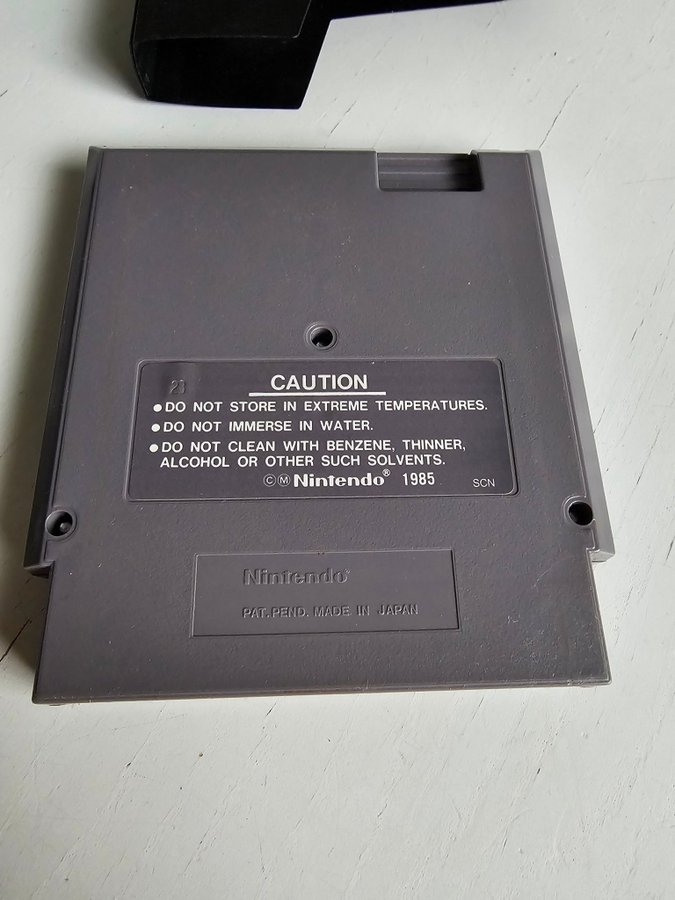 23
CAUTION
●DO NOT STORE IN EXTREME TEMPERATURES.
●DO NOT IMMERSE IN WATER.
●DO NOT CLEAN WITH BENZENE, THINNER,
ALCOHOL OR OTHER SUCH SOLVENTS.
©Ⓜ Nintendo® 1985 SCN
Nintendo®
PAT. PEND. MADE IN JAPAN